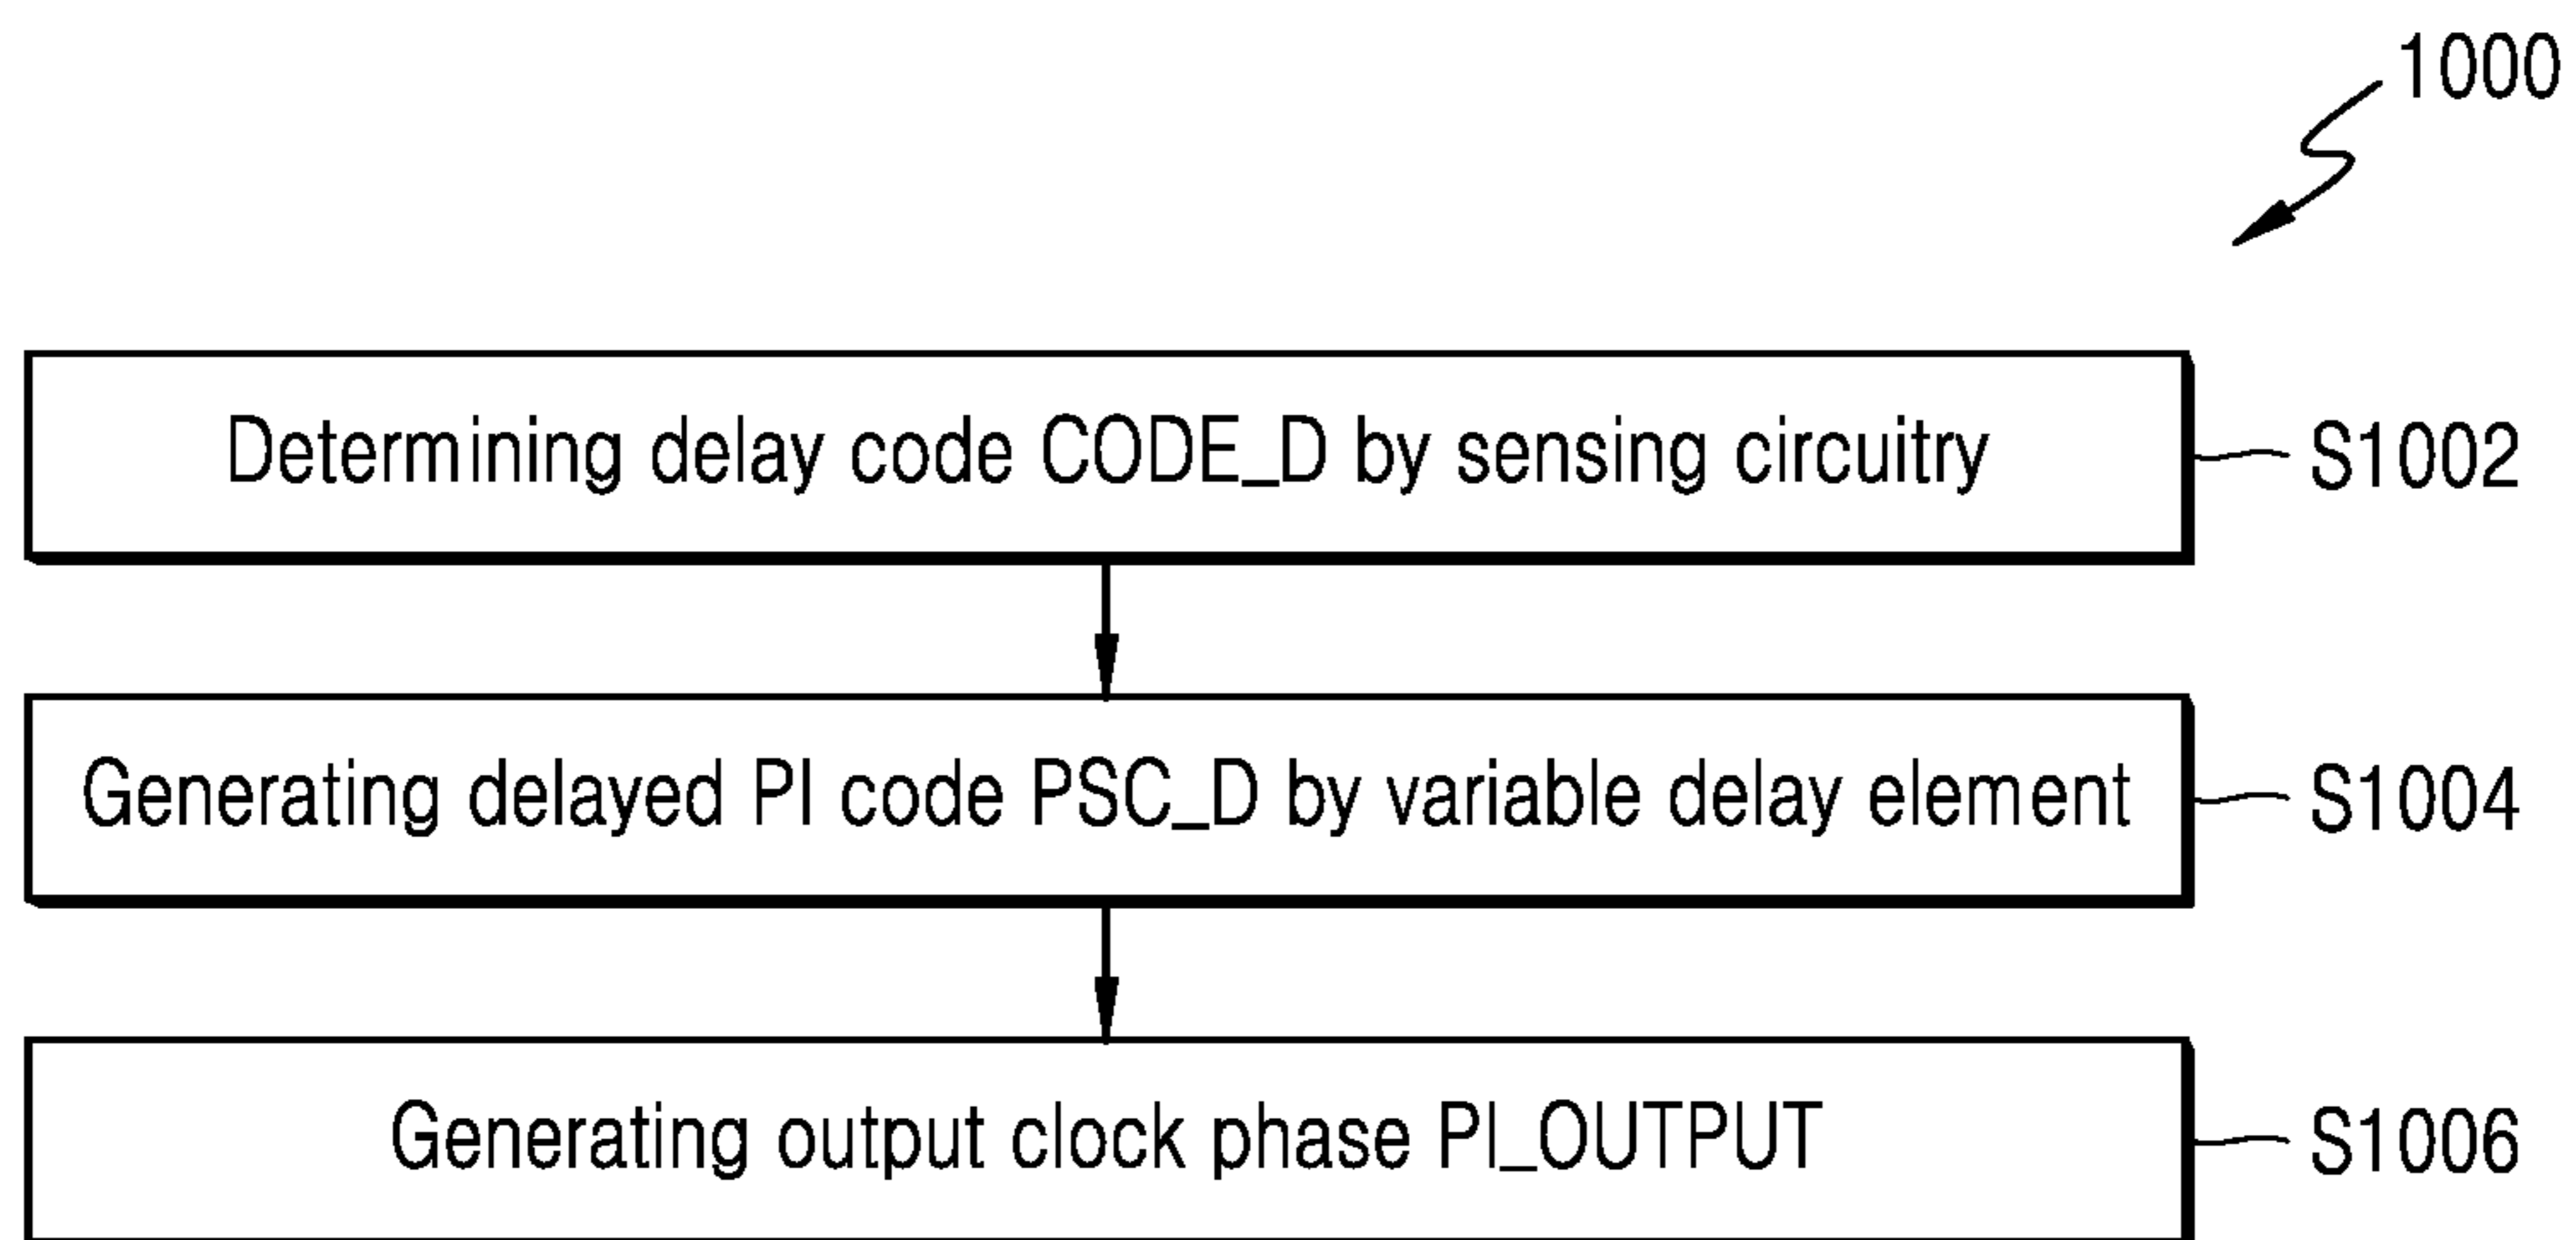 1000
Determining delay code CODE_D by sensing circuitry
S1002
Generating delayed PI code PSC_D by variable delay element
S1004
Generating output clock phase PI_OUTPUT
S1006